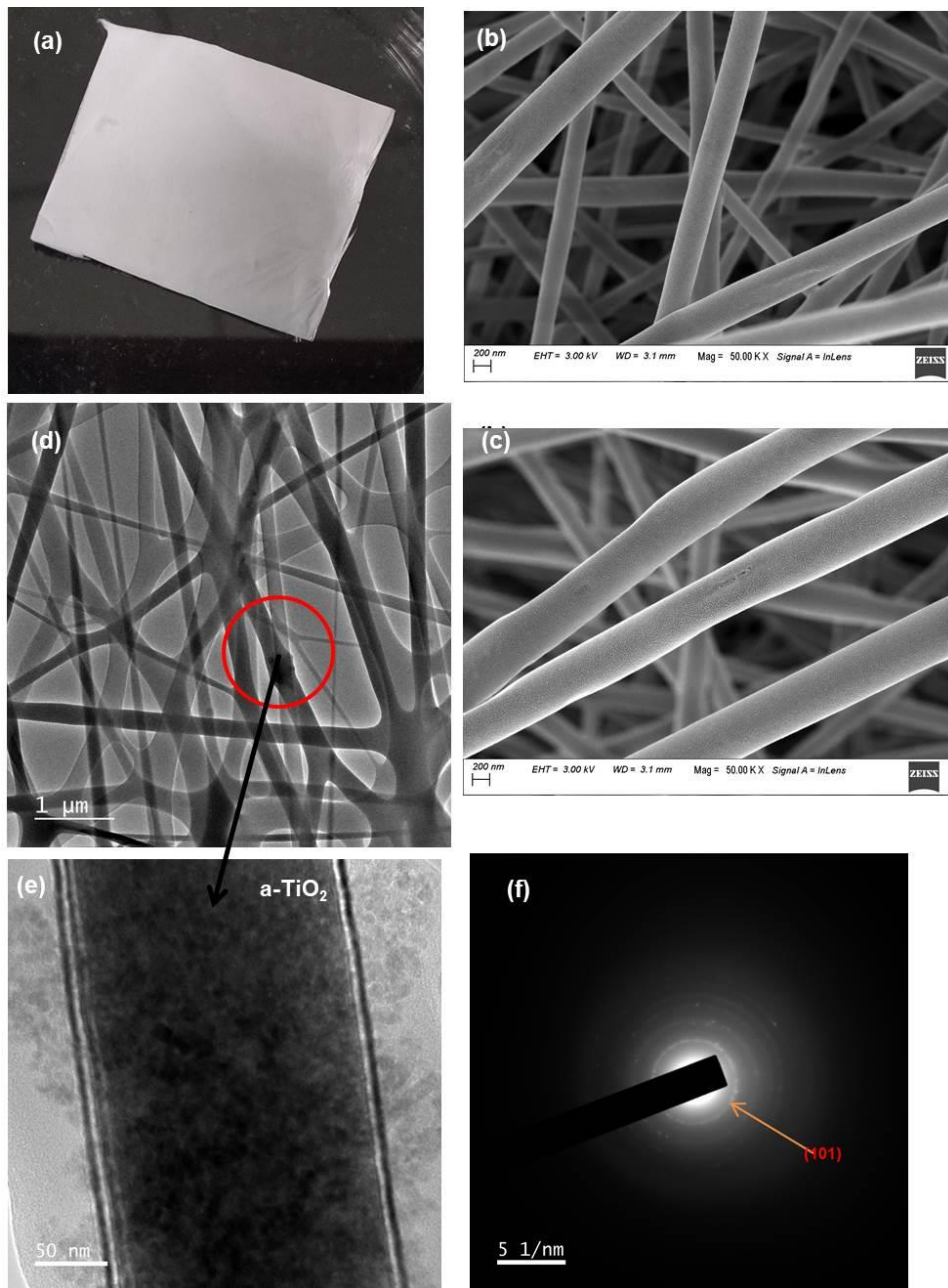 (a)
(b)
200 nm EHT = 3.00 kV WD = 3.1 mm Mag = 50.00 K X Signal A = InLens ZEISS
(d)
1 µm
(c)
200 nm EHT = 3.00 kV WD = 3.1 mm Mag = 50.00 K X Signal A = InLens ZEISS
(e)
a-TiO₂
50 nm
(f)
(101)
5 1/nm